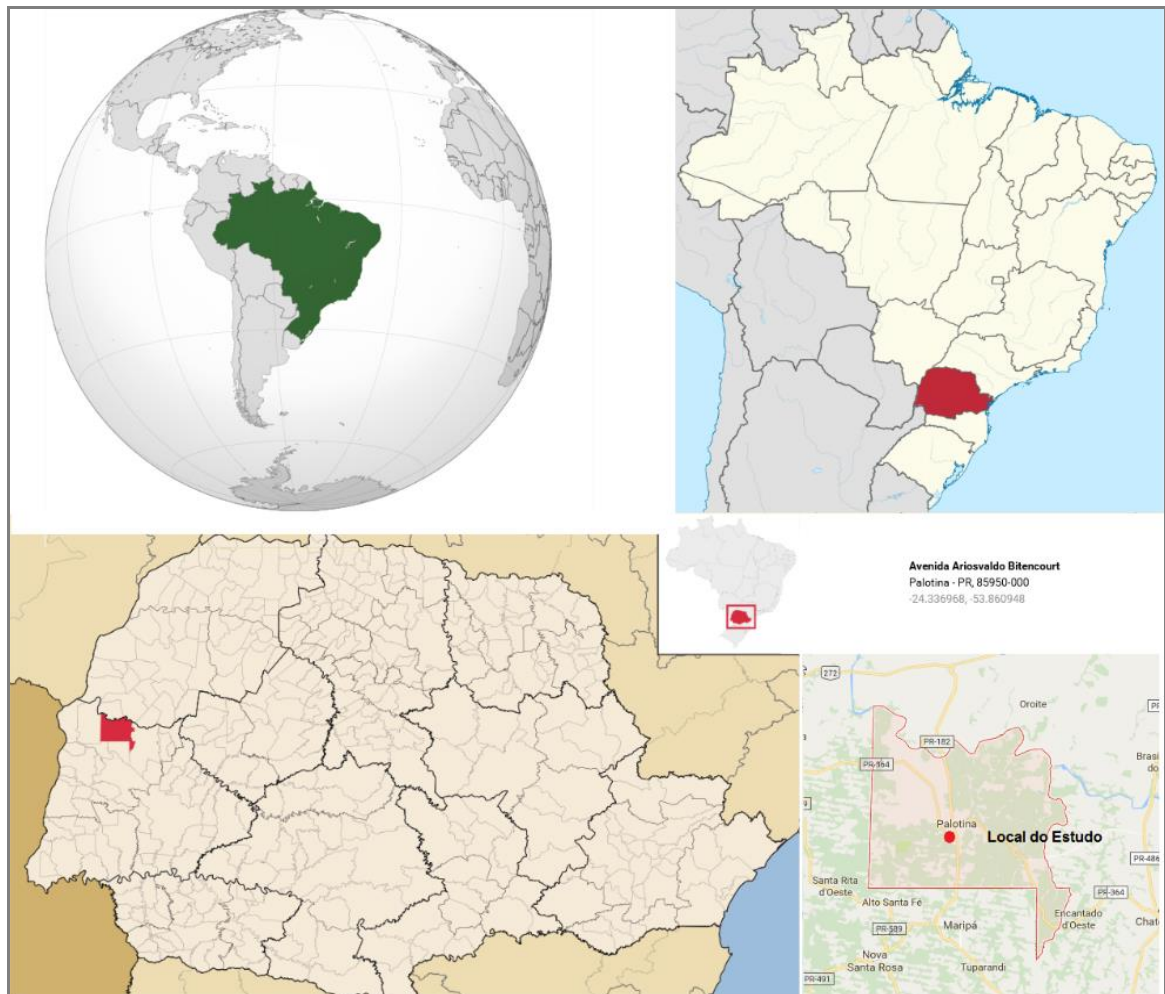 Avenida Ariosvaldo Bitencourt
Palotina - PR, 85950-000
-24.336968, -53.860948
272
Oroite
PR-182
PR-364
Palotina
Local do Estudo
PR-486
Santa Rita
d'Oeste
PR-364
Alto Santa Fé
Encantado
d'Oeste
PR-589
Maripá
Nova
Santa Rosa
Tuparandi
PR-491